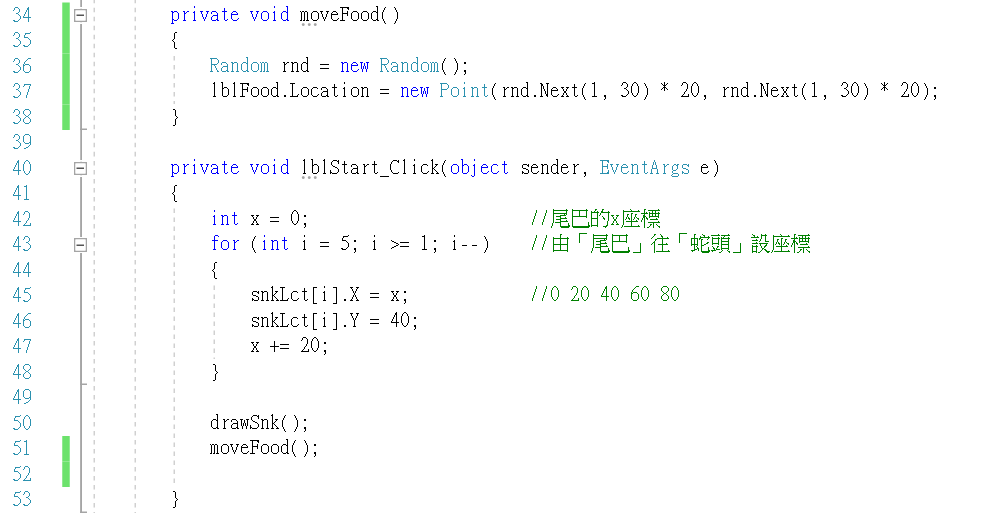 34 private void moveFood()
35 {
36 Random rnd = new Random();
37 lblFood.Location = new Point(rnd.Next(1, 30) * 20, rnd.Next(1, 30) * 20);
38 }
39
40 private void lblStart_Click(object sender, EventArgs e)
41 {
42 int x = 0; //尾巴的x座標
43 for (int i = 5; i >= 1; i--) //由「尾巴」往「蛇頭」設座標
44 {
45 snkLct[i].X = x; //0 20 40 60 80
46 snkLct[i].Y = 40;
47 x += 20;
48 }
49
50 drawSnk();
51 moveFood();
52
53 }